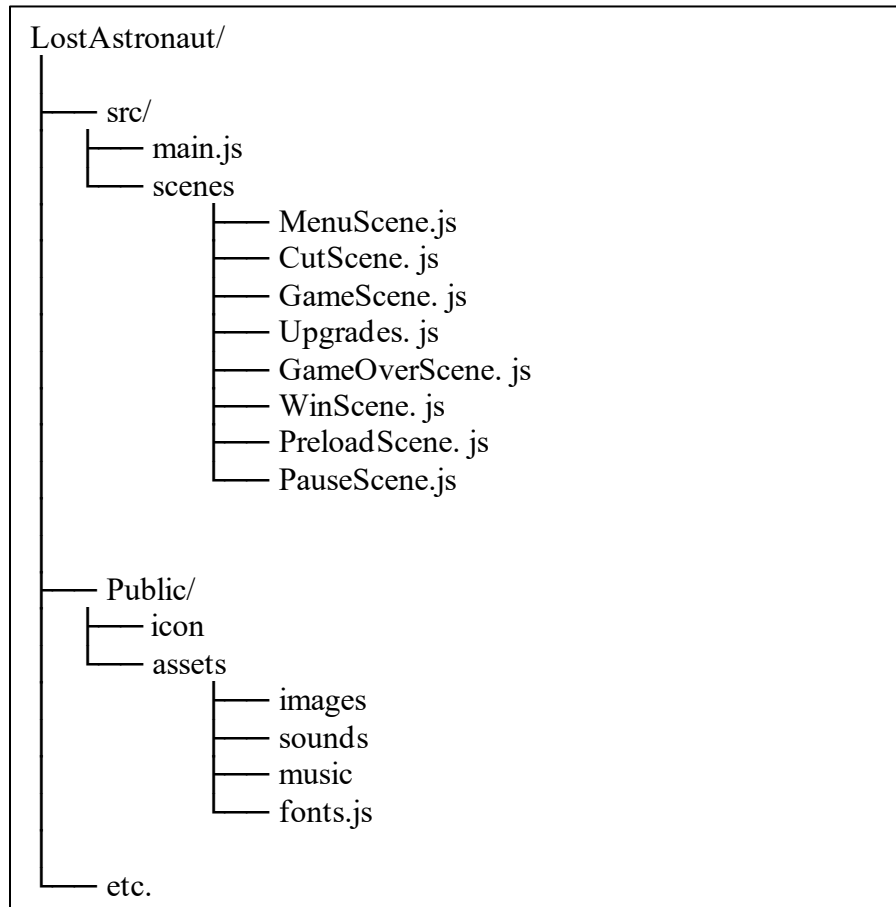 LostAstronaut/
src/
main.js
scenes
MenuScene.js
CutScene. js
GameScene. js
Upgrades. js
GameOverScene. js
WinScene. js
PreloadScene. js
PauseScene.js
Public/
icon
assets
images
sounds
music
fonts.js
etc.